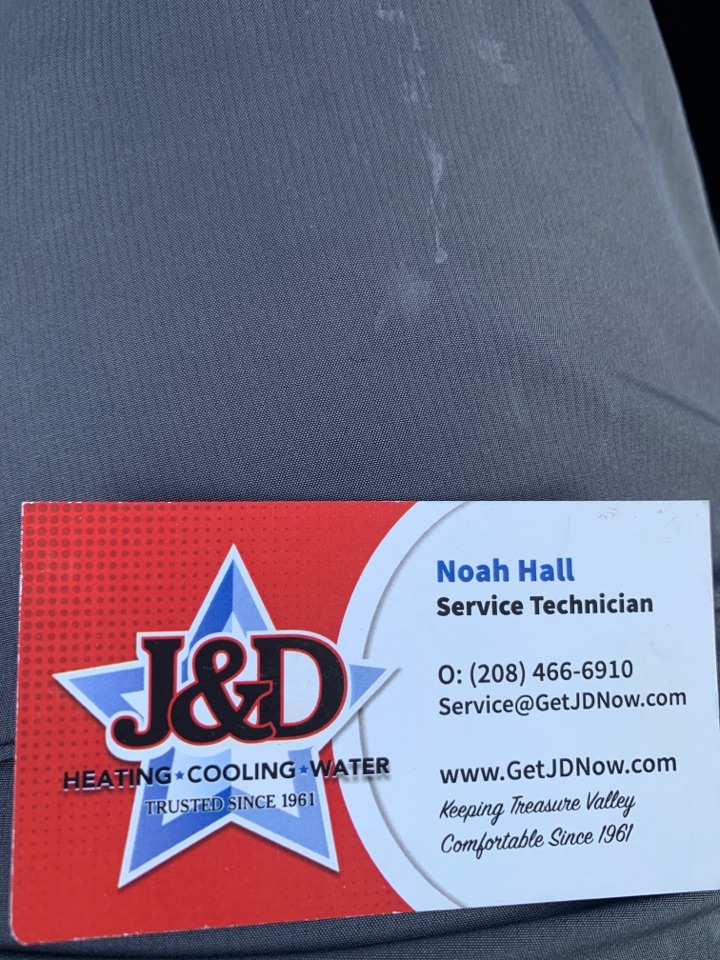 J&D
HEATING★COOLING★WATER
TRUSTED SINCE 1961
Noah Hall
Service Technician
O: (208) 466-6910
Service@GetJDNow.com
www.GetJDNow.com
Keeping Treasure Valley
Comfortable Since 1961